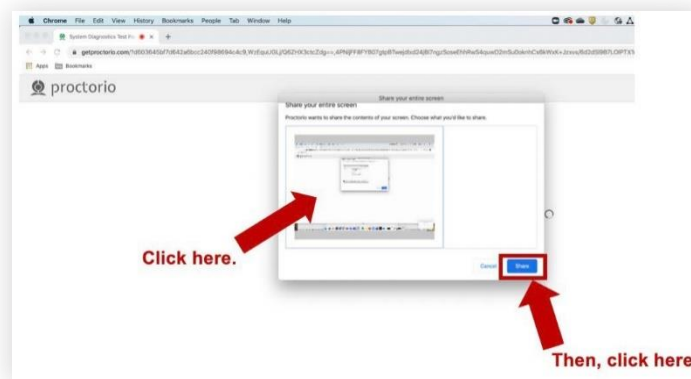 Chrome File Edit View History Bookmarks People Tab Window Help
System Diagnostics Test
getproctorio.com
Apps Bookmarks
proctorio
Share your entire screen
Share your entire screen
Proctorio wants to share the contents of your screen. Choose what you'd like to share.
Click here.
Cancel Share
Then, click here